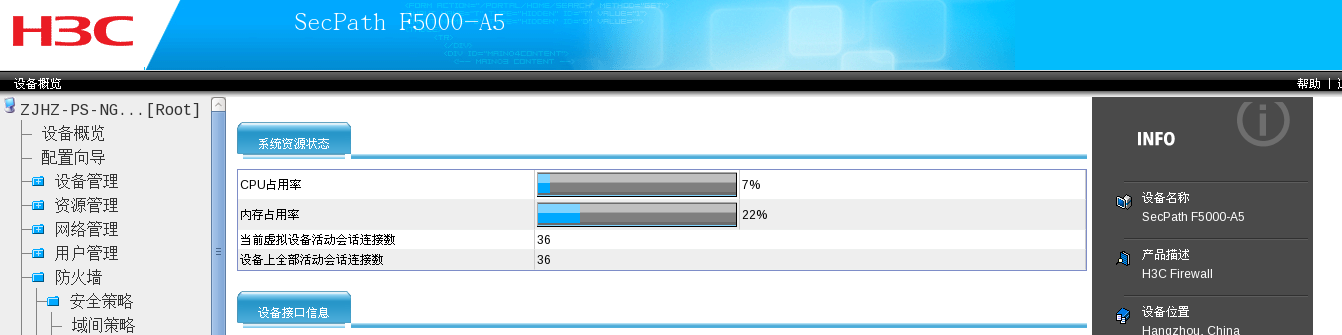 H3C
SecPath F5000-A5
设备概览
帮助 |
ZJHZ-PS-NG...[Root]
设备概览
配置向导
设备管理
资源管理
网络管理
用户管理
防火墙
安全策略
域间策略
系统资源状态
CPU占用率 7%
内存占用率 22%
当前虚拟设备活动会话连接数 36
设备上全部活动会话连接数 36
设备接口信息
INFO
设备名称
SecPath F5000-A5
产品描述
H3C Firewall
设备位置
Hangzhou, China